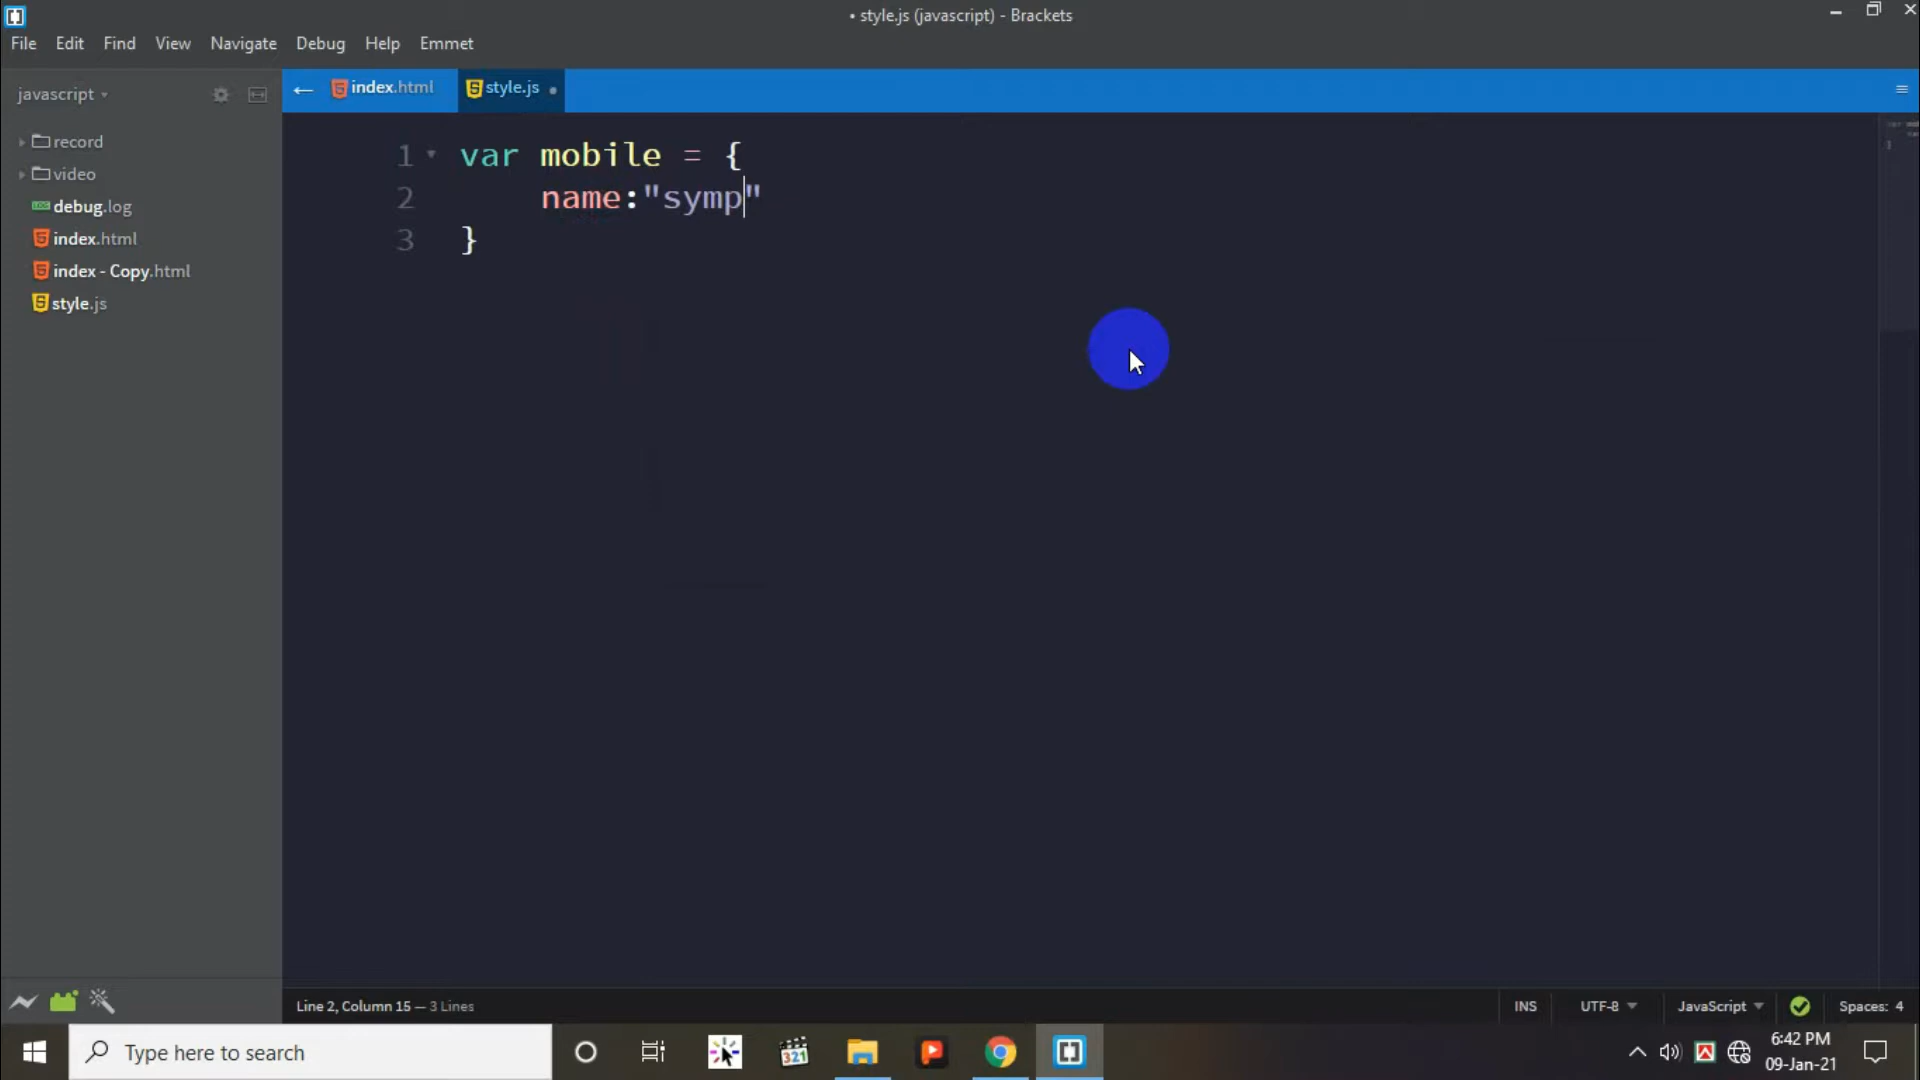 • style.js (javascript) - Brackets
File Edit Find View Navigate Debug Help Emmet
javascript
index.html
style.js
record
video
debug.log
index.html
index - Copy.html
style.js
1 var mobile = {
2 name:"symp"
3 }
Line 2, Column 15 — 3 Lines
INS UTF-8 JavaScript Spaces: 4
Type here to search
321
6:42 PM
09-Jan-21